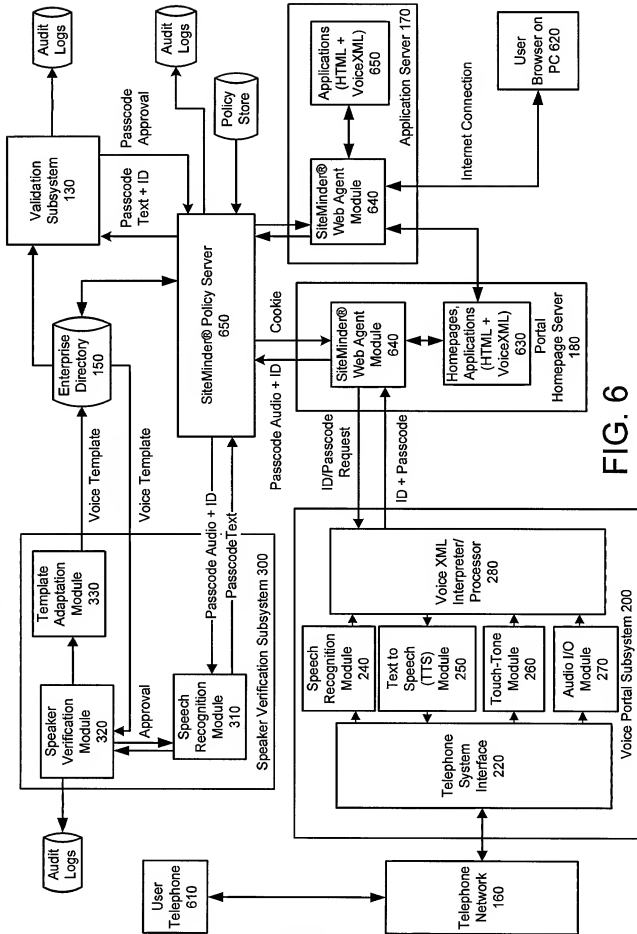 Audit
Logs
Audit
Logs
Policy
Store
Validation
Subsystem
130
Passcode
Text + ID
Passcode
Approval
Enterprise
Directory
150
Voice Template
Voice Template
SiteMinder® Policy Server
650
Template
Adaptation
Module
330
Speaker
Verification
Module
320
Approval
Speech
Recognition
Module
310
Speaker Verification Subsystem 300
Audit
Logs
Passcode Audio + ID
PasscodeText
Passcode Audio + ID
Cookie
Applications
(HTML +
VoiceXML)
650
SiteMinder®
Web Agent
Module
640
Application Server 170
User
Browser on
PC 620
Internet Connection
SiteMinder®
Web Agent
Module
640
Homepages,
Applications
(HTML +
VoiceXML)
630
Portal
Homepage Server
180
ID/Passcode
Request
ID + Passcode
User
Telephone
610
Telephone
Network
160
Telephone
System
Interface
220
Speech
Recognition
Module
240
Text to
Speech
(TTS)
Module
250
Touch-Tone
Module
260
Audio I/O
Module
270
Voice XML
Interpreter/
Processor
280
Voice Portal Subsystem 200
FIG. 6